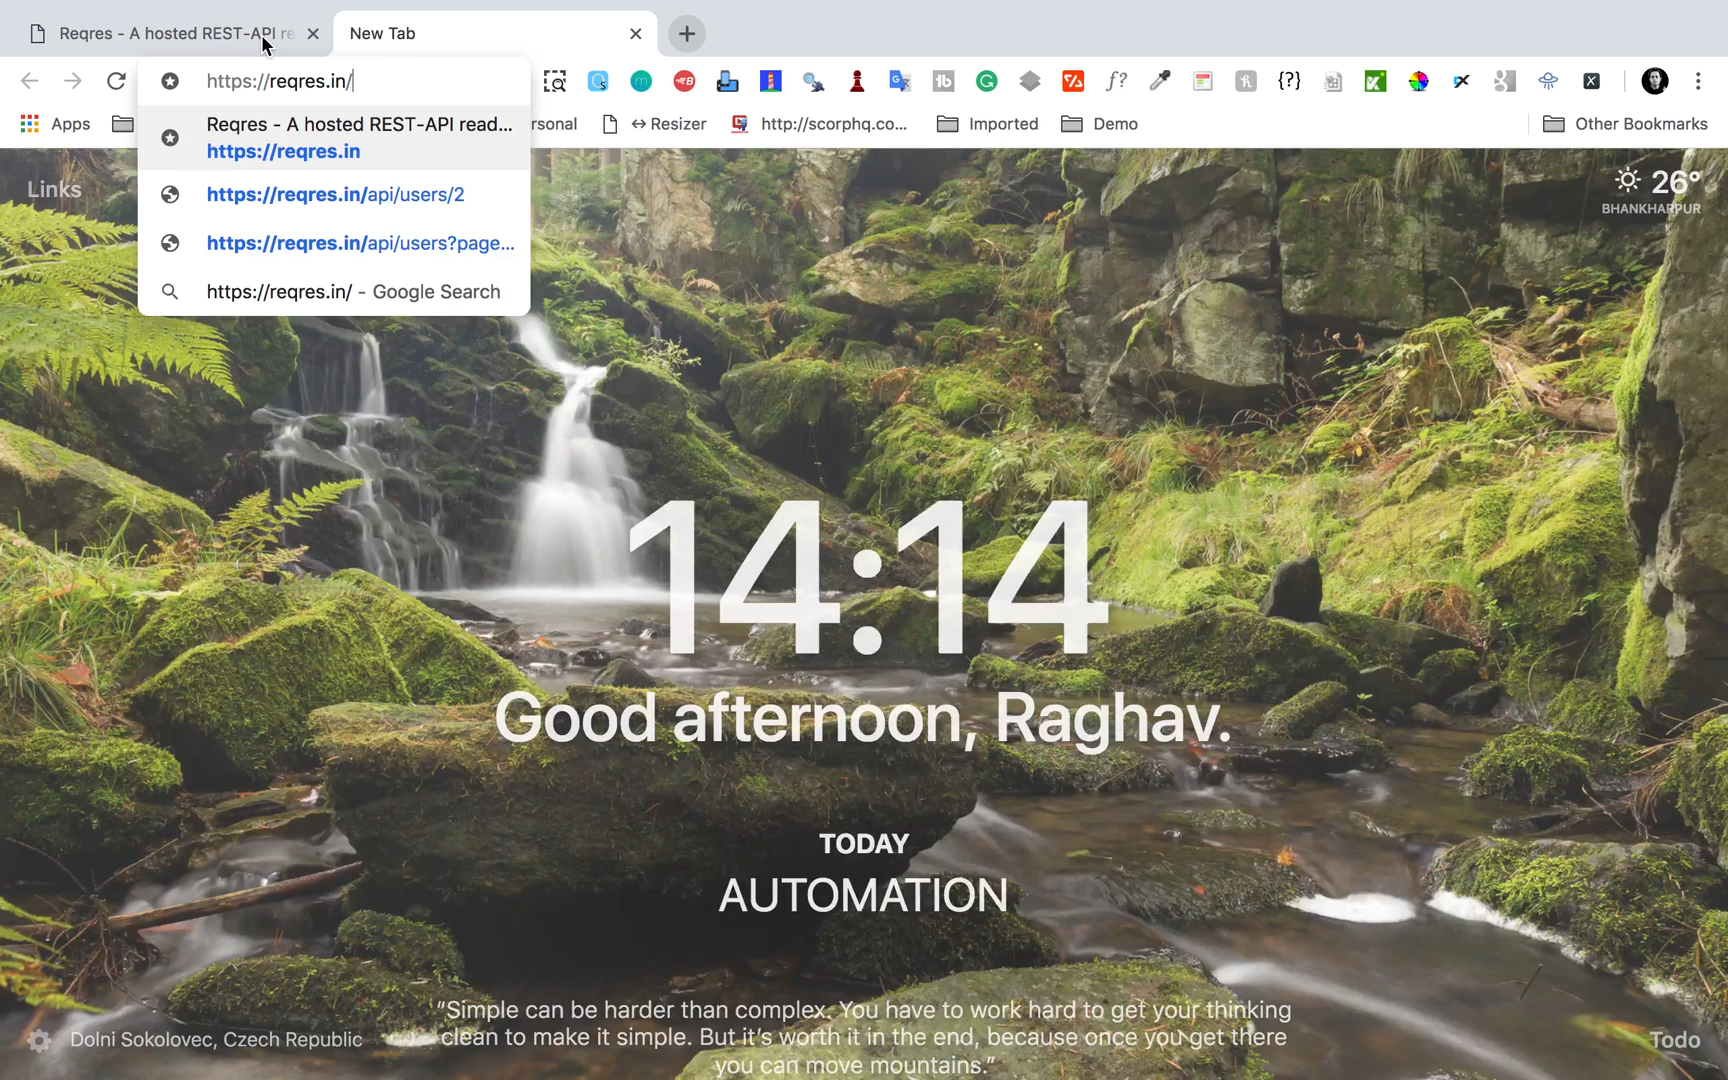 Reqres - A hosted REST-API re
New Tab
https://reqres.in/
Reqres - A hosted REST-API read...
https://reqres.in
https://reqres.in/api/users/2
https://reqres.in/api/users?page...
https://reqres.in/ - Google Search
Apps
rsonal
↔ Resizer
http://scorphq.co...
Imported
Demo
Other Bookmarks
Links
26°
BHANKHARPUR
14:14
Good afternoon, Raghav.
TODAY
AUTOMATION
“Simple can be harder than complex. You have to work hard to get your thinking
clean to make it simple. But it’s worth it in the end, because once you get there
you can move mountains.”
Dolni Sokolovec, Czech Republic
Todo